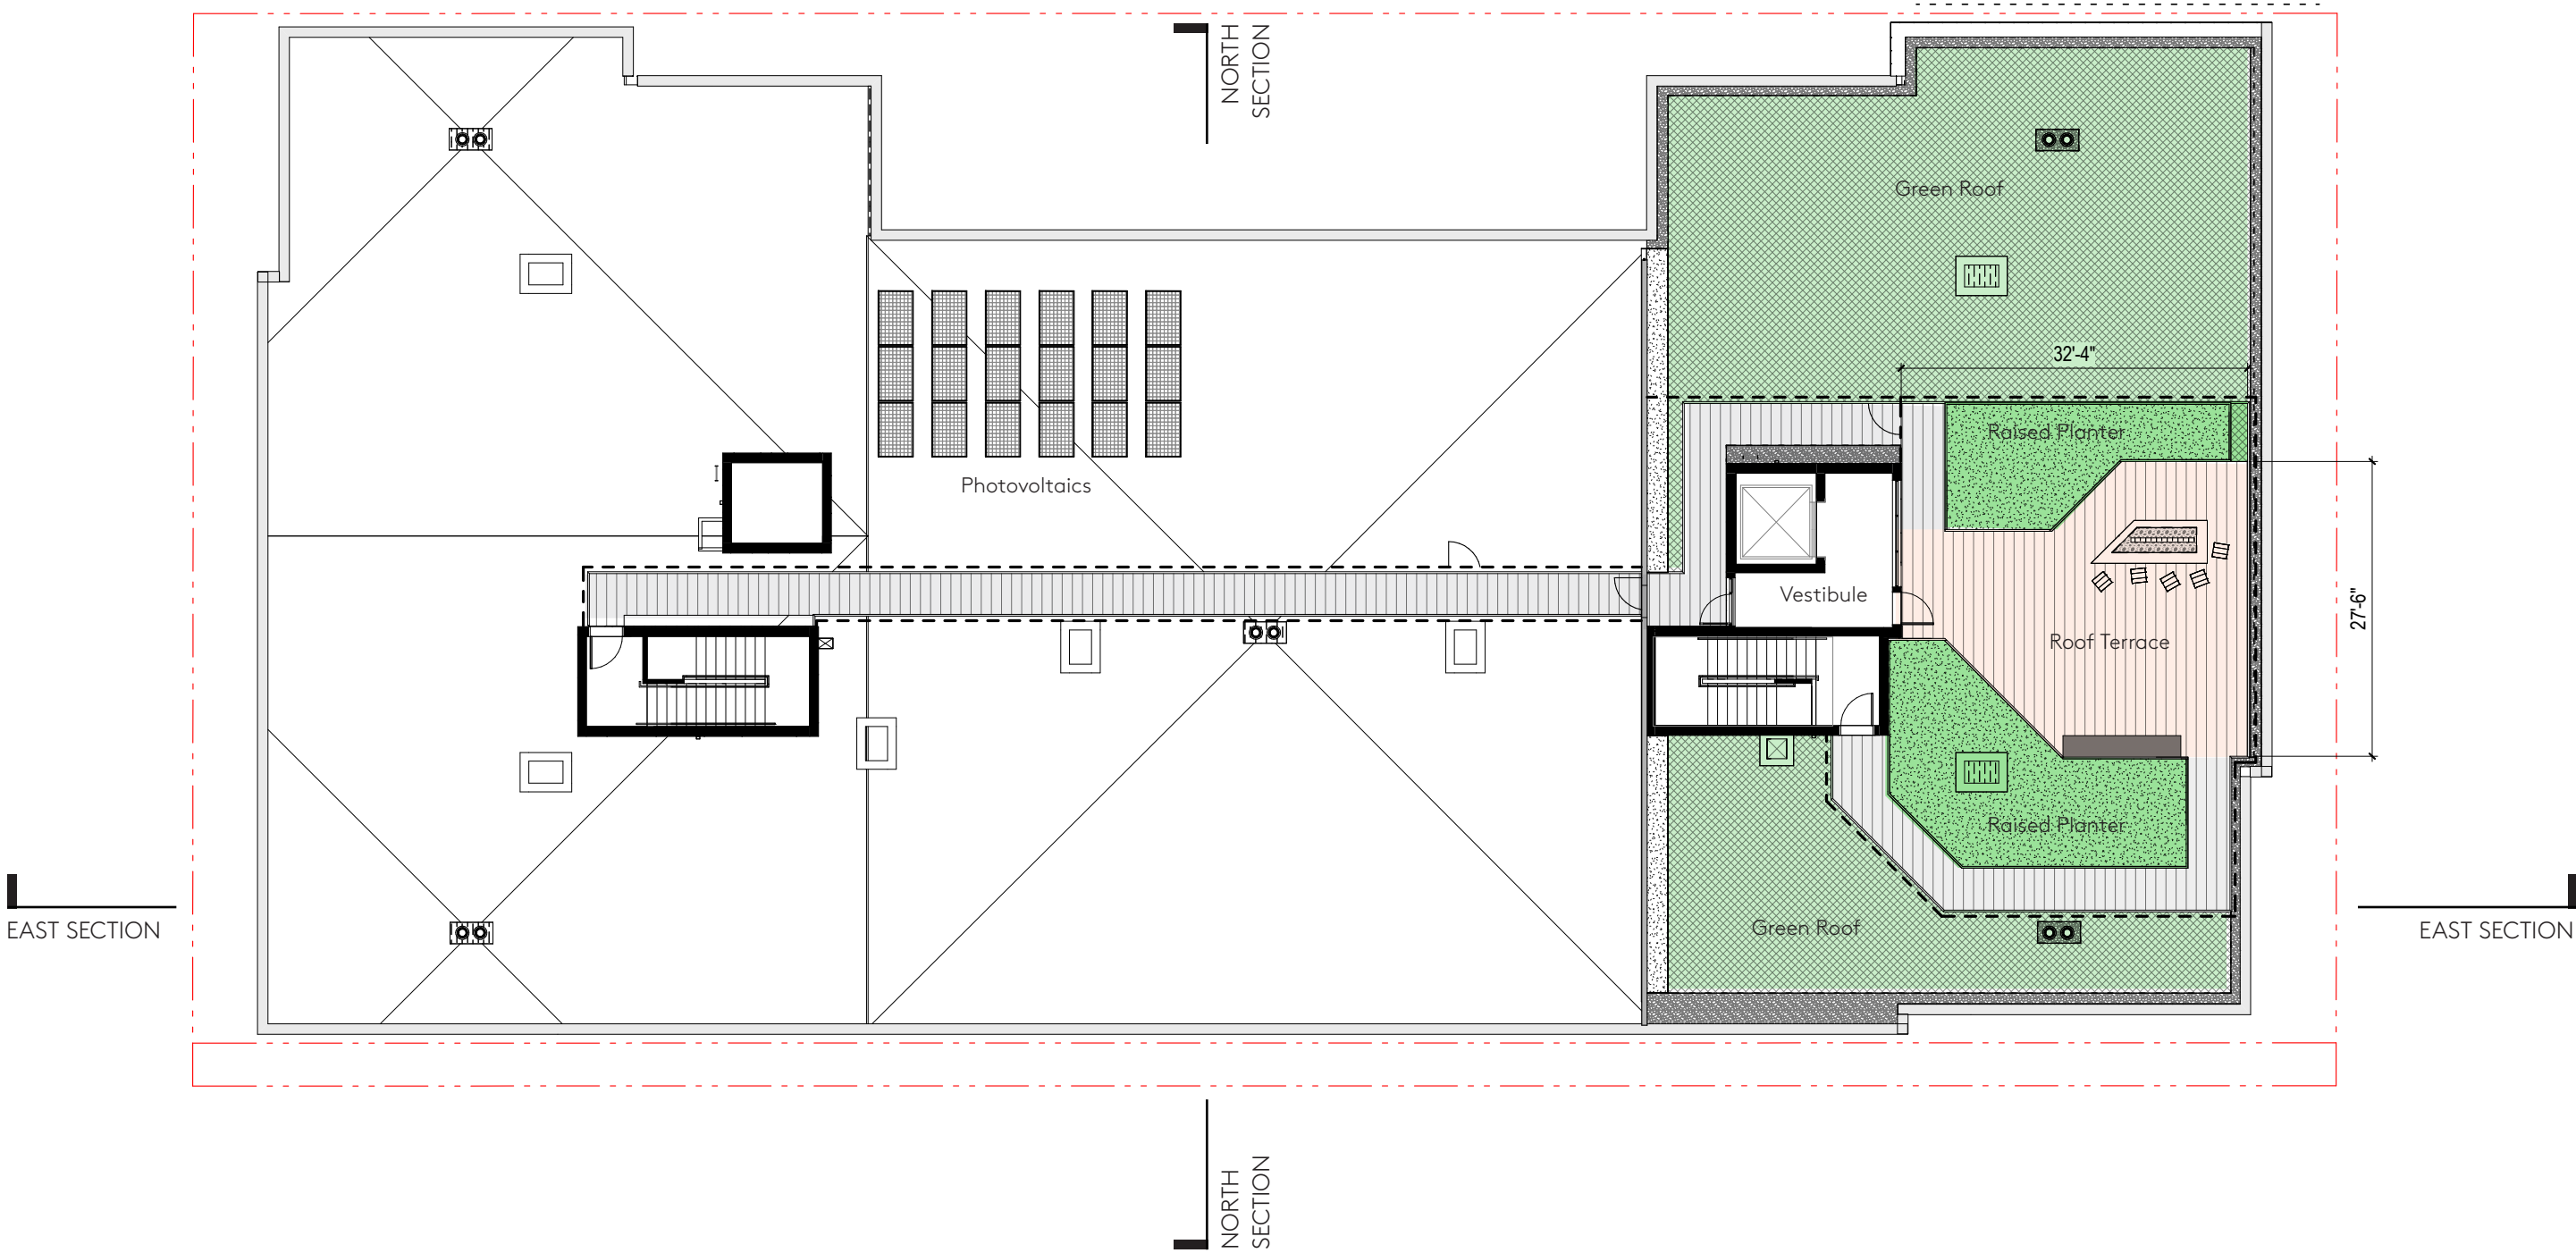 NORTH
SECTION
Green Roof
32'-4"
Raised Planter
Photovoltaics
Vestibule
27'-6"
Roof Terrace
Raised Planter
Green Roof
EAST SECTION
EAST SECTION
NORTH
SECTION